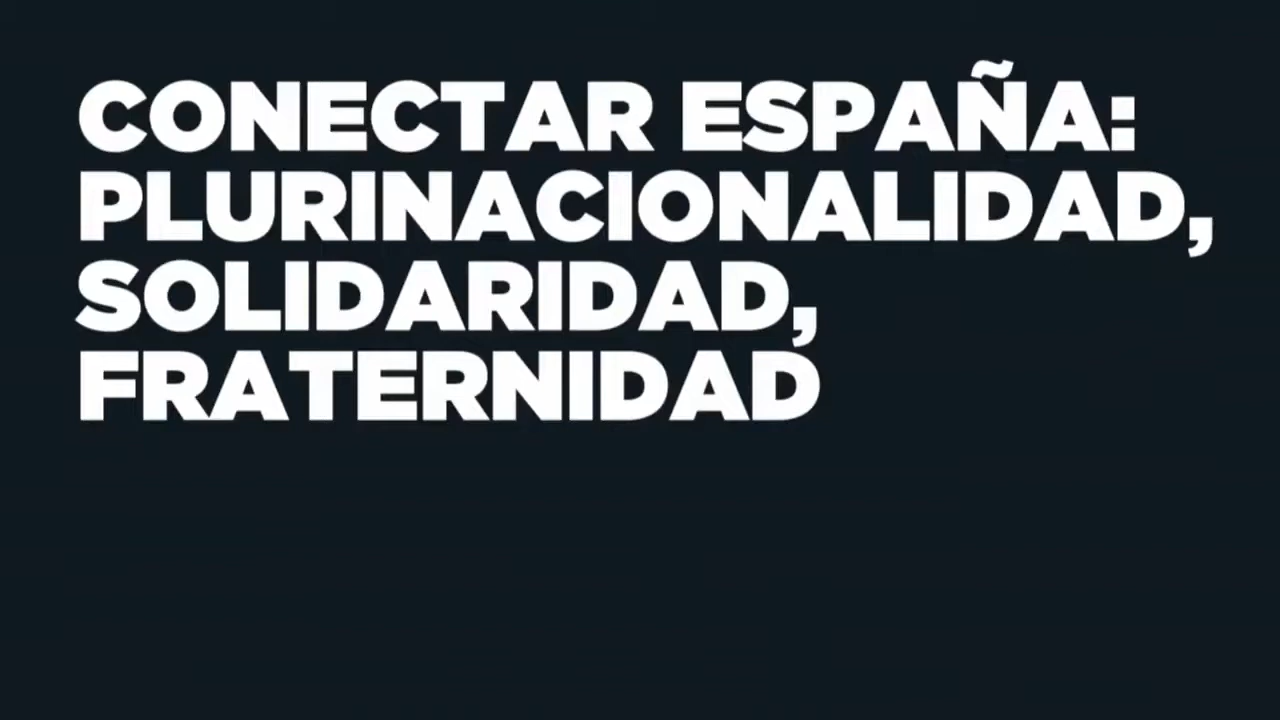 CONECTAR ESPAÑA:
PLURINACIONALIDAD,
SOLIDARIDAD,
FRATERNIDAD